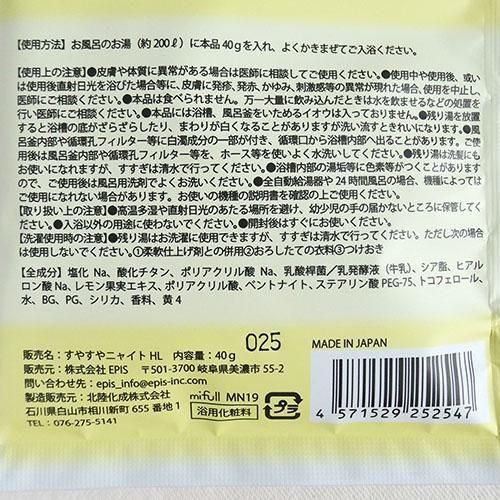 【使用方法】お風呂のお湯(約200ℓ)に本品40gを入れ、よくかきまぜてご入浴ください。
【使用上の注意】●皮膚や体質に異常がある場合は医師に相談してご使用ください。●使用中や使用後、或い
は使用後直射日光を浴びた場合等に、皮膚に発疹、発赤、かゆみ、刺激感等の異常が現れた場合、使用を中止し
医師に相談してください。●本品は食べられません。万一大量に飲み込んだときは水を飲ませるなどの処置を
行い医師にご相談ください。●本品には浴槽、風呂釜をいためるイオウは入っておりません。●残り湯を放置
すると浴槽の底がざらざらしたり、まわりが白くなることがありますが洗い流すときれいになります。●風
呂釜内部や循環孔フィルター等に白濁成分の一部が付き、循環口から浴槽内部へ出ることがあります。ご使
用後は風呂釜内部や循環孔フィルター等を、ホース等を使いよく水洗いしてください。●残り湯は洗髪にも
お使いになれますが、すすぎは清水で行ってください。●浴槽内部の湯垢等に色素がつくことがあります
ので、ご使用後は風呂用洗剤でよくお洗いください。●全自動給湯器や24時間風呂の場合、機種によっては
ご使用になれない場合があります。お使いの機種の説明書を確認の上ご使用ください。
【取り扱い上の注意】●高温多湿や直射日光のあたる場所を避け、幼少児の手の届かないところに保管してく
ださい。●入浴以外の用途に使わないでください。●開封後はすぐにお使いください。
【洗濯使用時の注意】●残り湯はお洗濯に使用できますが、すすぎは清水で行ってください。ただし次の場合
は使用しないでください。①柔軟仕上げ剤との併用②おろしたての衣料③つけおき
【全成分】塩化Na、酸化チタン、ポリアクリル酸Na、乳酸桿菌/乳発酵液(牛乳)、シア脂、ヒアル
ロン酸Na、レモン果実エキス、ポリアクリル酸、ベントナイト、ステアリン酸PEG-75、トコフェロール、
水、BG、PG、シリカ、香料、黄4
025
MADE IN JAPAN
販売名：すやすやニャイトHL 内容量：40g
販売元：株式会社EPIS 〒501-3700 岐阜県美濃市55-2
問い合わせ先：epis_info@epis-inc.com
製造販売元：北陸化成株式会社 mifull MN19
石川県白山市相川新町655番地1 浴用化粧料 プラ
TEL: 076-275-5141
4 571529 252547